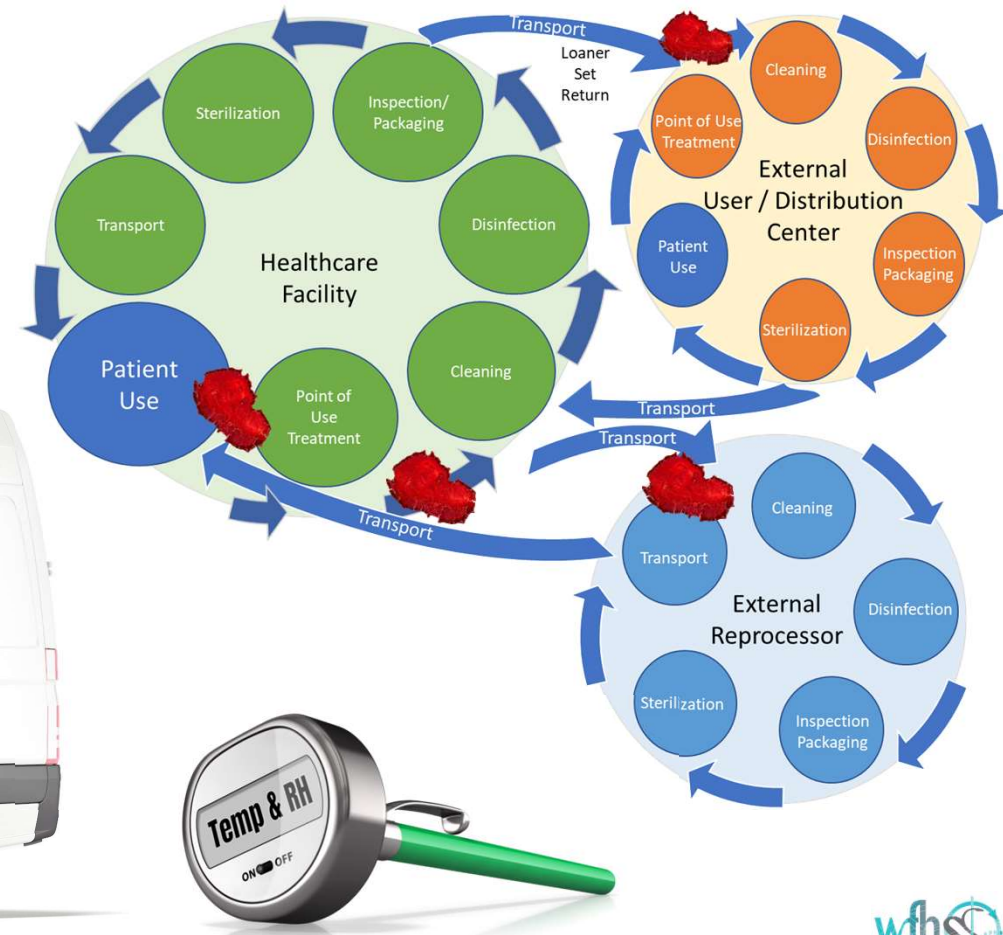 Transport
Loaner
Set
Return
Sterilization
Inspection/
Packaging
Transport
Disinfection
Healthcare
Facility
Patient
Use
Point of
Use
Treatment
Cleaning
Cleaning
Point of Use
Treatment
Disinfection
External
User / Distribution
Center
Patient
Use
Inspection
Packaging
Sterilization
Transport
Transport
Transport
Cleaning
Transport
Disinfection
External
Reprocessor
Sterilization
Inspection
Packaging
Temp & RH
ON OFF
wfhss